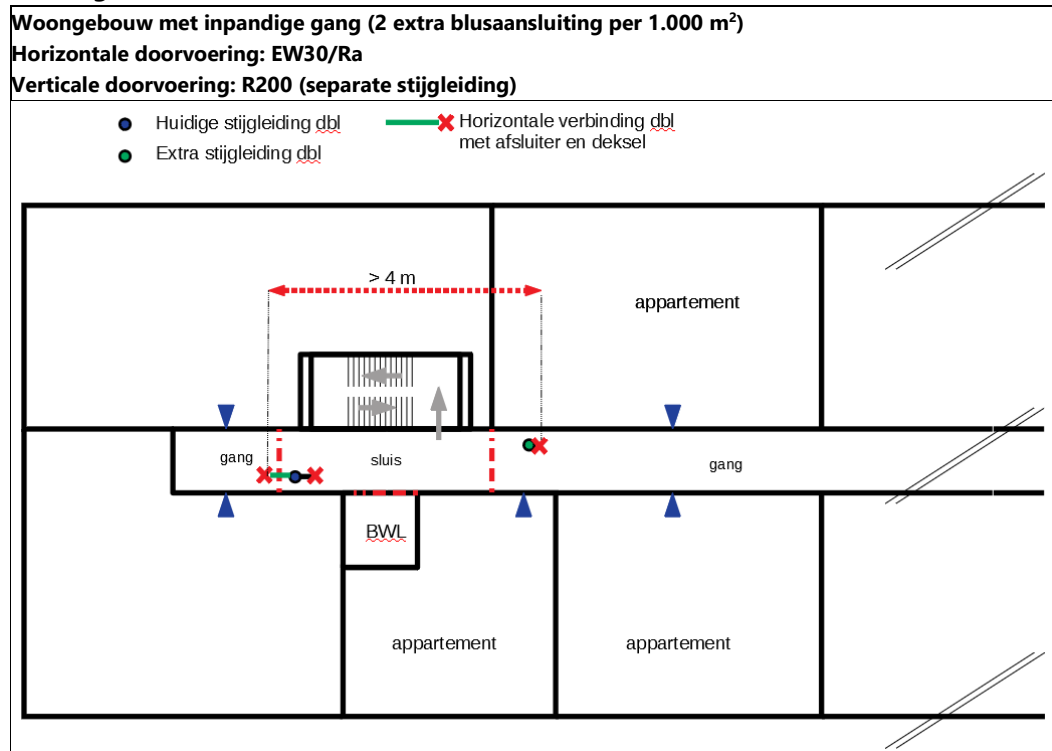 Woongebouw met inpandige gang (2 extra blusaansluiting per 1.000 m²)
Horizontale doorvoering: EW30/Ra
Verticale doorvoering: R200 (separate stijgleiding)
Huidige stijgleiding dbl
Horizontale verbinding dbl
met afsluiter en deksel
Extra stijgleiding dbl
> 4 m
appartement
gang
sluis
gang
BWL
appartement
appartement